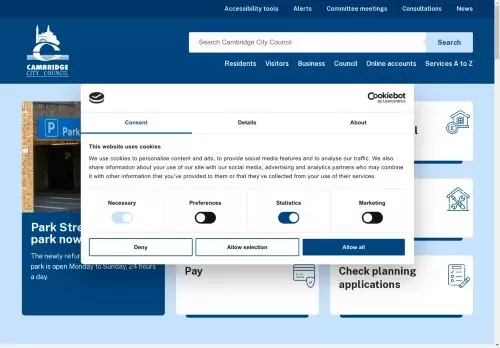 Accessibility tools Alerts Committee meetings Consultations News
CAMBRIDGE
CITY COUNCIL
Search Cambridge City Council
Search
Residents Visitors Business Council Online accounts Services A to Z
Cookiebot
by Usercentrics
Consent Details About
This website uses cookies
We use cookies to personalise content and ads, to provide social media features and to analyse our traffic. We also
share information about your use of our site with our social media, advertising and analytics partners who may combine
it with other information that you've provided to them or that they've collected from your use of their services.
Necessary Preferences Statistics Marketing
Deny Allow selection Allow all
P Park
Park Stre
park now
The newly refu
park is open Monday to Sunday, 24 hours
a day.
Pay
Check planning
applications